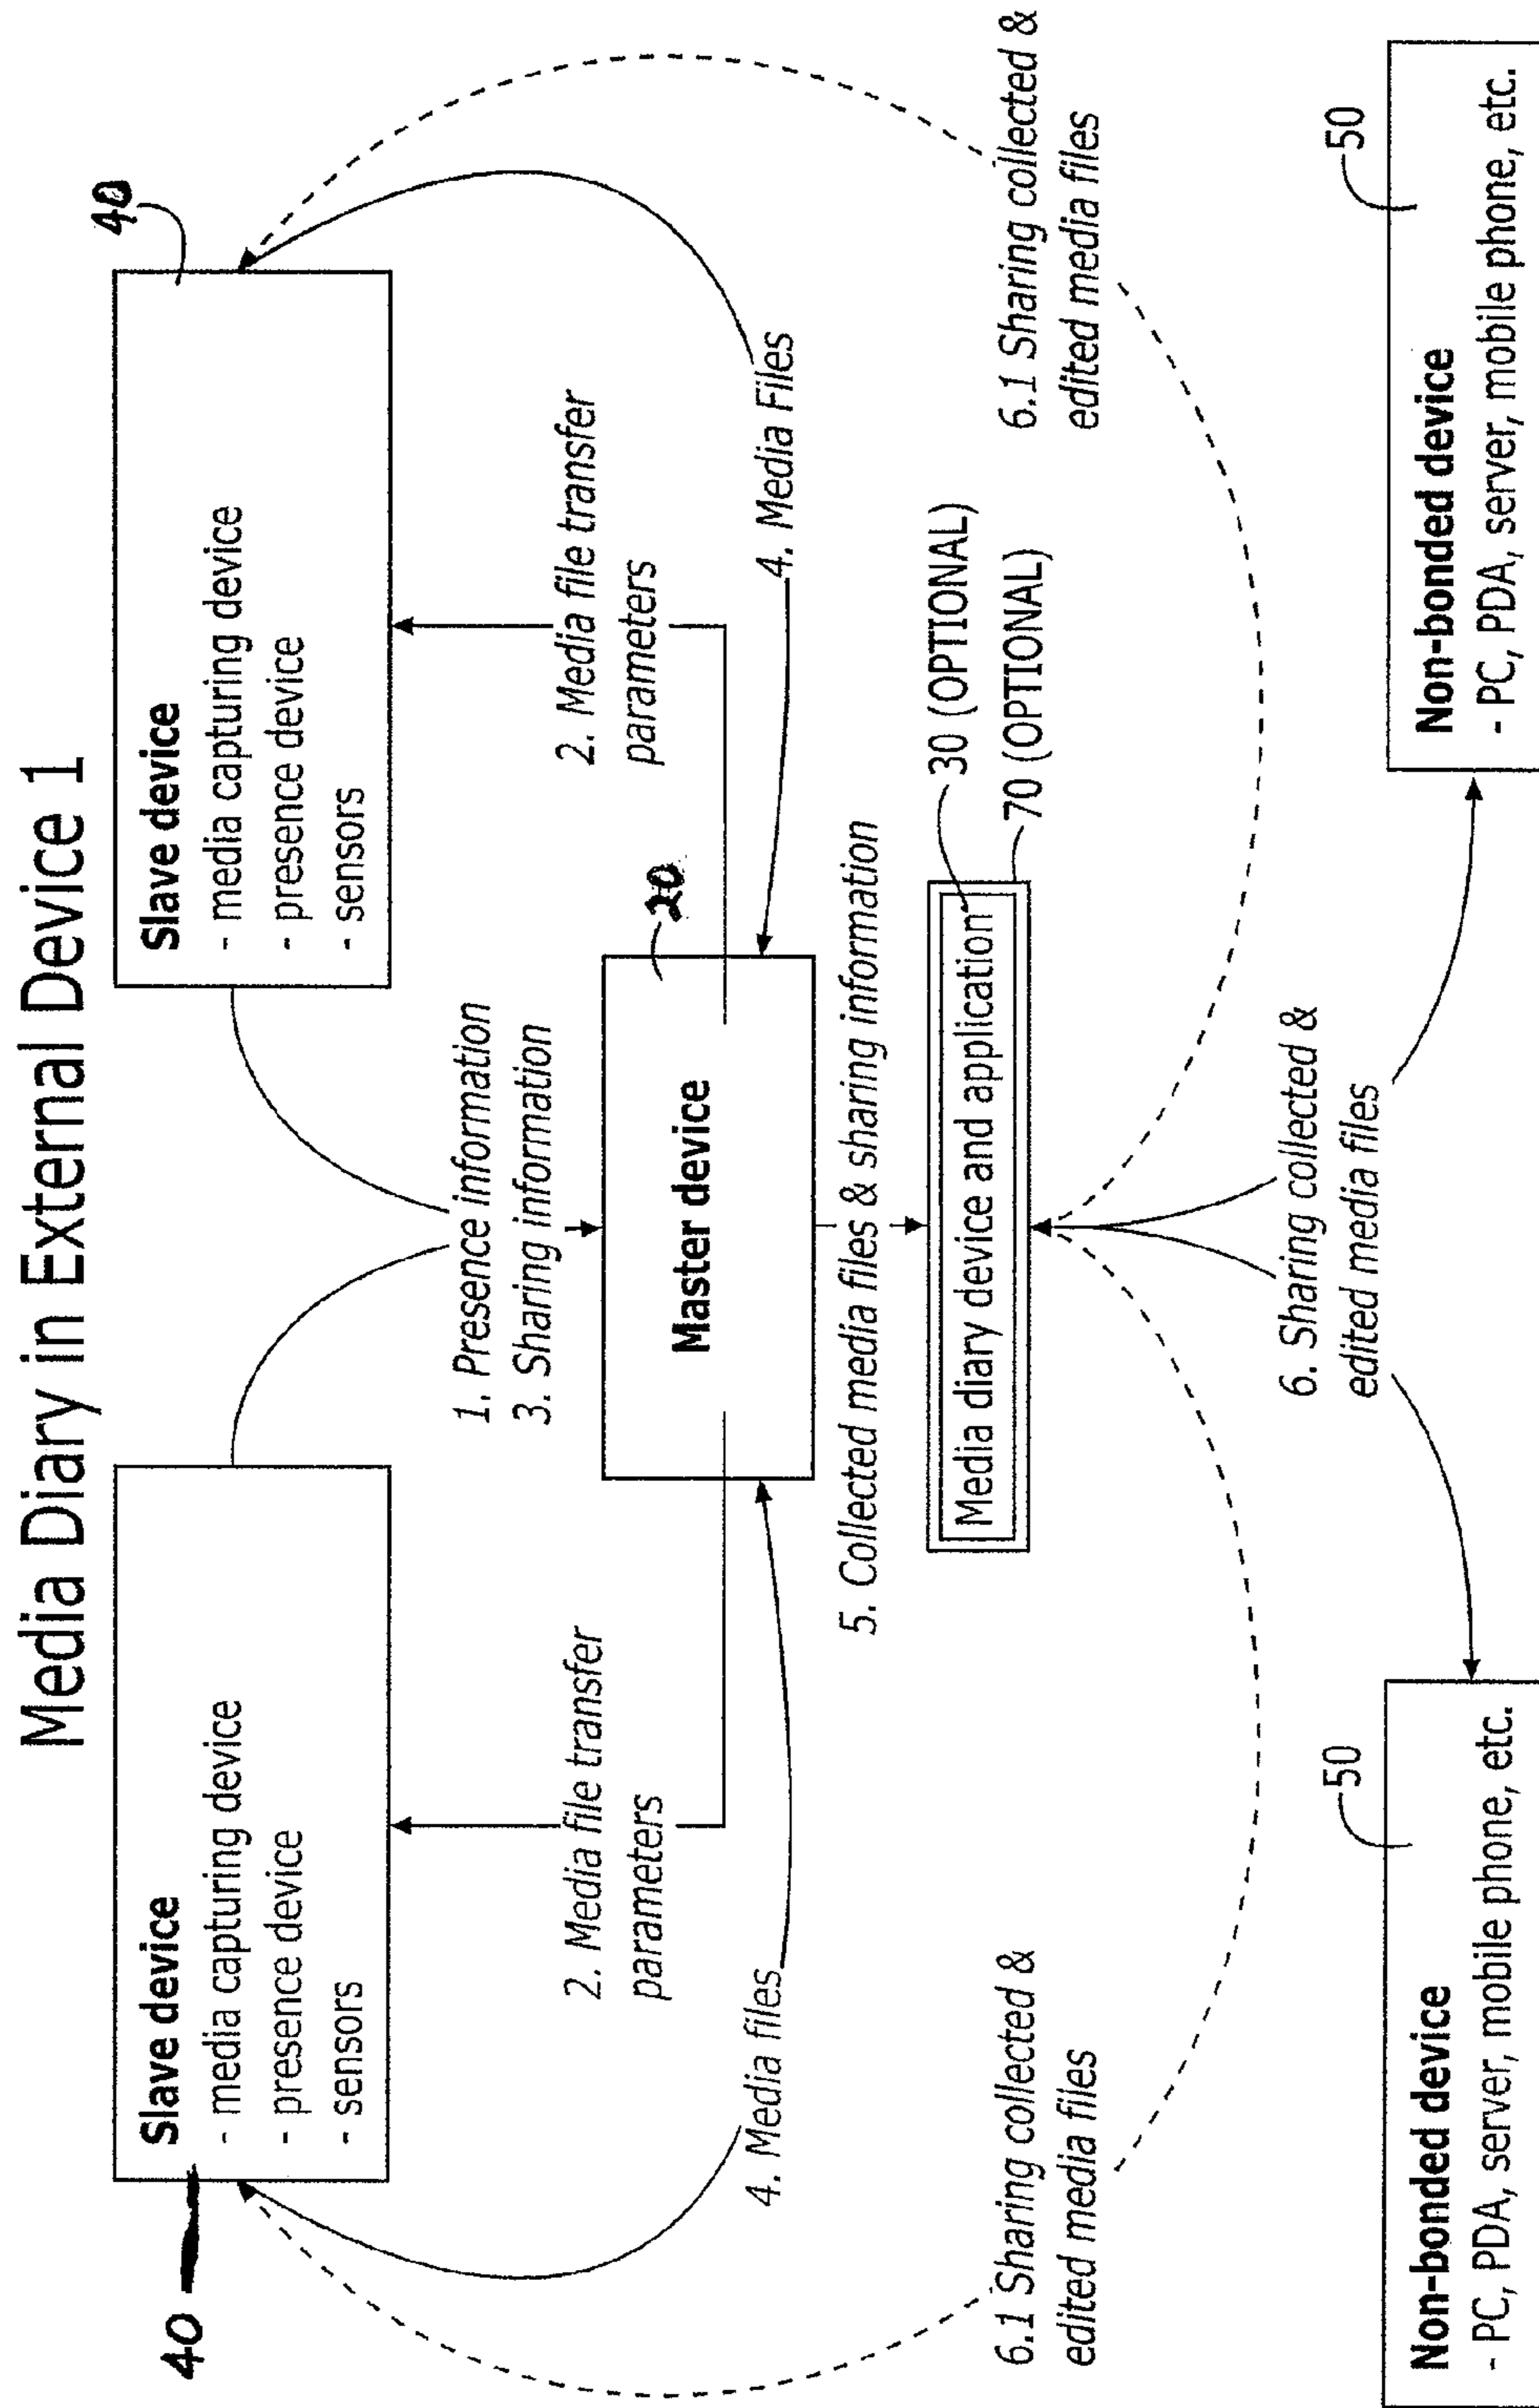 Media Diary in External Device 1
40
Slave device
- media capturing device
- presence device
- sensors
40
Slave device
- media capturing device
- presence device
- sensors
1. Presence information
3. Sharing information
2. Media file transfer
parameters
2. Media file transfer
parameters
20
Master device
4. Media files
4. Media Files
5. Collected media files & sharing information
Media diary device and application
30 (OPTIONAL)
70 (OPTIONAL)
6.1 Sharing collected &
edited media files
6.1 Sharing collected &
edited media files
6. Sharing collected &
edited media files
50
Non-bonded device
- PC, PDA, server, mobile phone, etc.
50
Non-bonded device
- PC, PDA, server, mobile phone, etc.